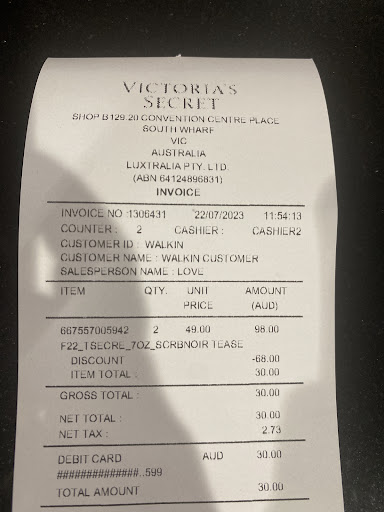 VICTORIA'S
SECRET
SHOP B129.20 CONVENTION CENTRE PLACE
SOUTH WHARF
VIC
AUSTRALIA
LUXTRALIA PTY. LTD.
(ABN 64124896831)
INVOICE
INVOICE NO :1306431 22/07/2023 11:54:13
COUNTER : 2 CASHIER : CASHIER2
CUSTOMER ID : WALKIN
CUSTOMER NAME : WALKIN CUSTOMER
SALESPERSON NAME : LOVE
ITEM QTY. UNIT AMOUNT
PRICE (AUD)
667557005942 2 49.00 98.00
F22_TSECRE_7OZ_SCRBNOIR TEASE
DISCOUNT -68.00
ITEM TOTAL : 30.00
GROSS TOTAL : 30.00
NET TOTAL : 30.00
NET TAX : 2.73
DEBIT CARD AUD 30.00
##############..599
TOTAL AMOUNT 30.00